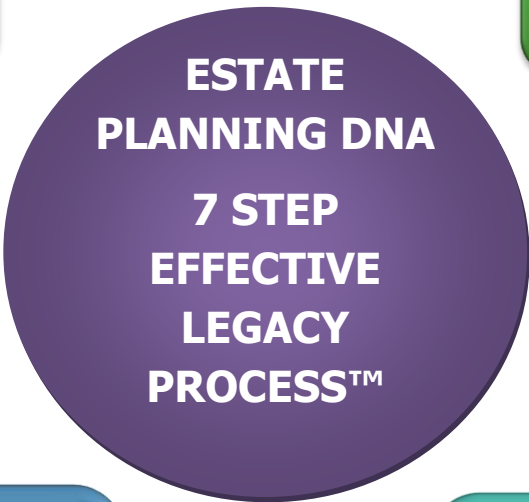 ESTATE
PLANNING DNA
7 STEP
EFFECTIVE
LEGACY
PROCESS™